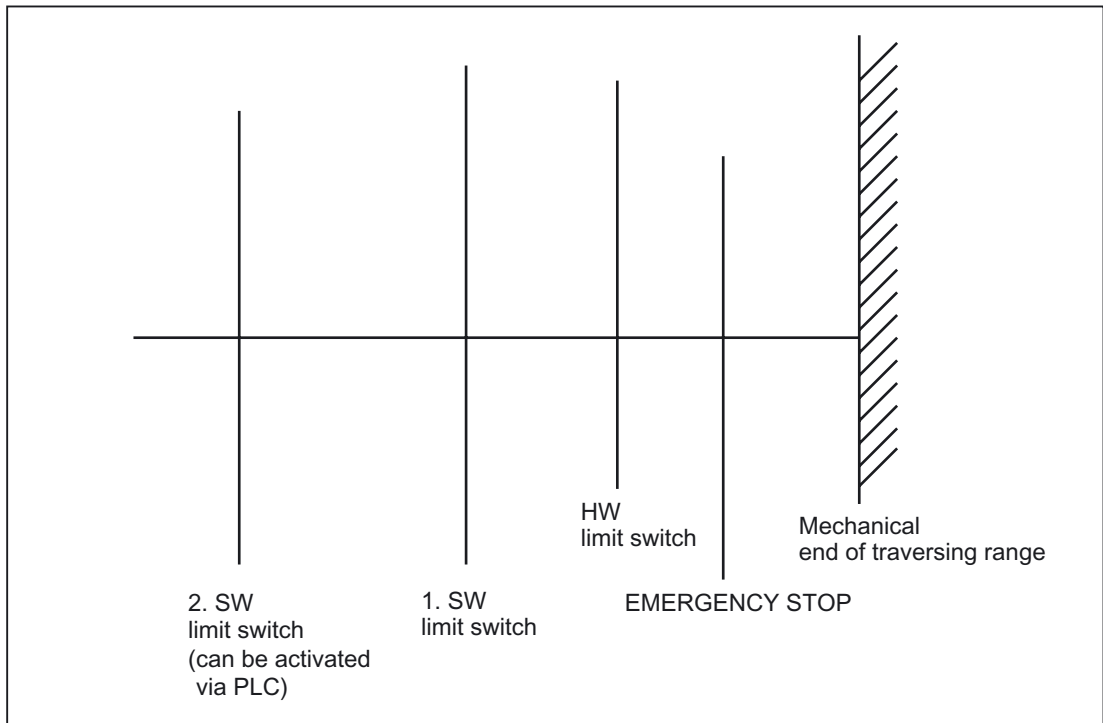 2. SW
limit switch
(can be activated
via PLC)
1. SW
limit switch
HW
limit switch
EMERGENCY STOP
Mechanical
end of traversing range